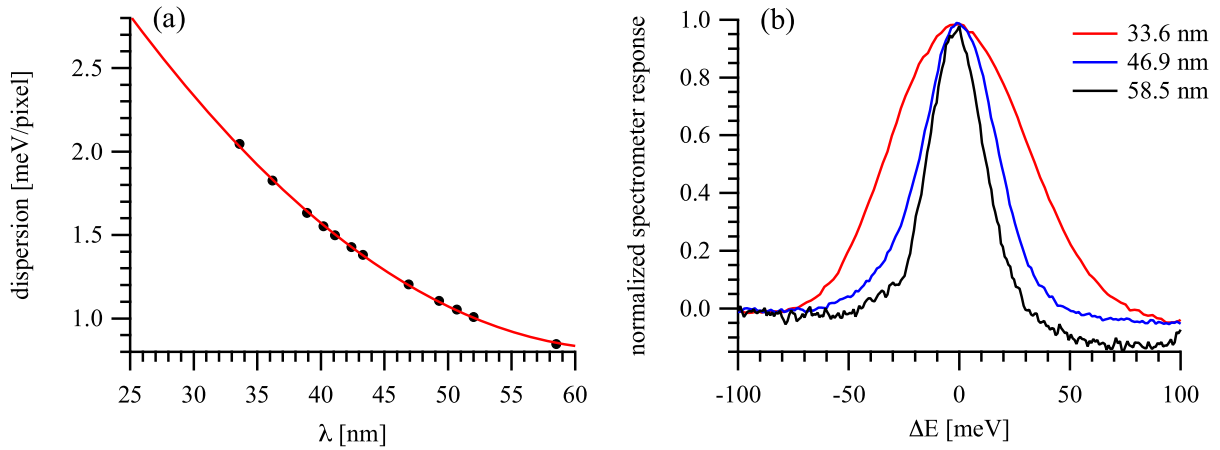 (a)
dispersion [meV/pixel]
2.5
2.0
1.5
1.0
25 30 35 40 45 50 55 60
λ [nm]
(b)
normalized spectrometer response
1.0
0.8
0.6
0.4
0.2
0.0
-100 -50 0 50 100
ΔE [meV]
33.6 nm
46.9 nm
58.5 nm